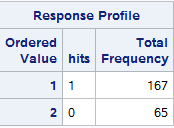 Response Profile
Ordered Value hits Total Frequency
1 1 167
2 0 65